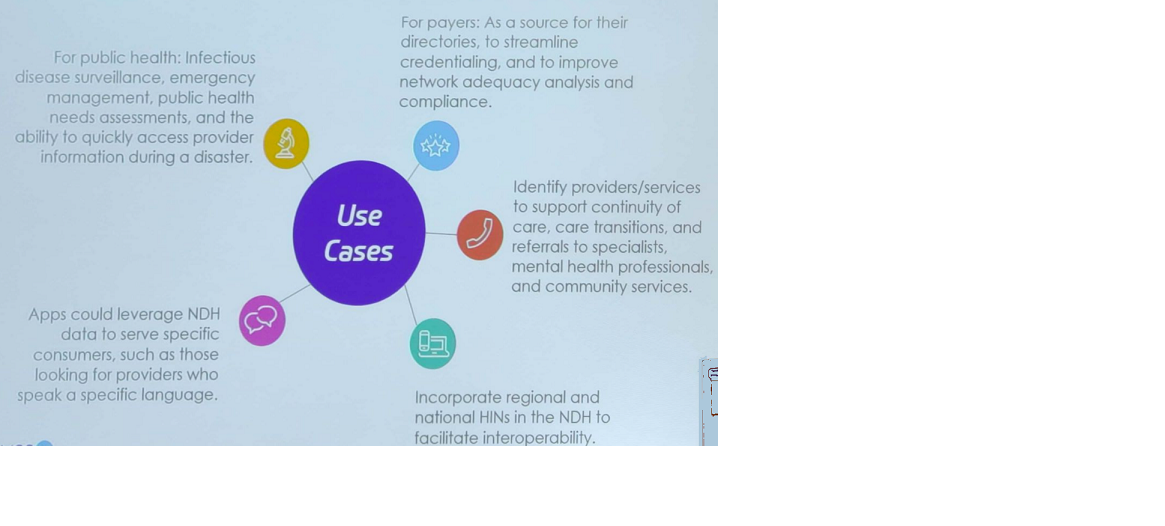 For public health: Infectious
disease surveillance, emergency
management, public health
needs assessments, and the
ability to quickly access provider
information during a disaster.
For payers: As a source for their
directories, to streamline
credentialing, and to improve
network adequacy analysis and
compliance.
Use
Cases
Identify providers/services
to support continuity of
care, care transitions, and
referrals to specialists,
mental health professionals,
and community services.
Apps could leverage NDH
data to serve specific
consumers, such as those
looking for providers who
speak a specific language.
Incorporate regional and
national HINs in the NDH to
facilitate interoperability.